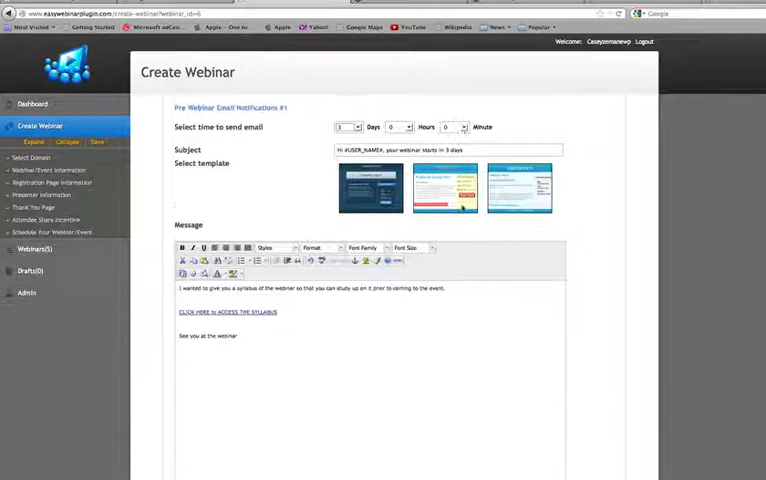 www.easywebinarplugin.com/create-webinar?webinar_id=6
Google
Most Visited
Getting Started
Apple
Yahoo!
Google Maps
YouTube
Wikipedia
News
Popular
Welcome: Caseyzemanewp Logout
Create Webinar
Dashboard
Create Webinar
Expand Collapse Save
Select Domain
Webinar/Event Information
Registration Page Information
Presenter Information
Thank You Page
Attendee Share Incentive
Schedule Your Webinar/Event
Webinars(5)
Drafts(0)
Admin
Pre Webinar Email Notifications #1
Select time to send email 3 Days 0 Hours 0 Minute
Subject Hi #USER_NAME#, your webinar starts in 3 days
Select template
Message
B I U Styles Format Font Family Font Size
I wanted to give you a syllabus of the webinar so that you can study up on it prior to coming to the event.
CLICK HERE to ACCESS THE SYLLABUS
See you at the webinar